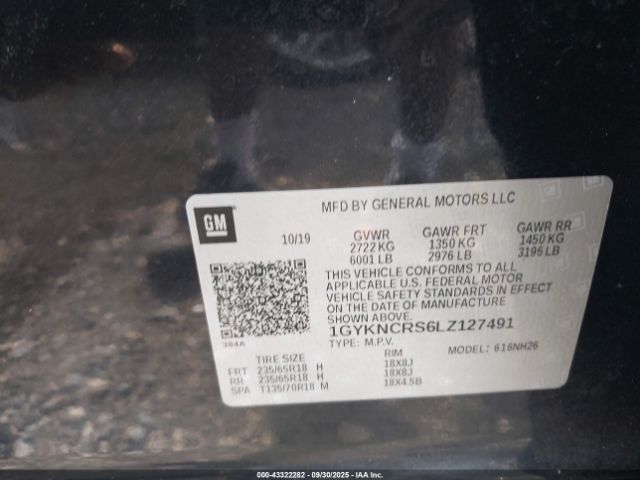 MFD BY GENERAL MOTORS LLC
GM
10/19
GVWR GAWR FRT GAWR RR
2722 KG 1350 KG 1450 KG
6001 LB 2976 LB 3195 LB
THIS VEHICLE CONFORMS TO ALL
APPLICABLE U.S. FEDERAL MOTOR
VEHICLE SAFETY STANDARDS IN EFFECT
ON THE DATE OF MANUFACTURE SHOWN ABOVE.
1GYKNCRS6LZ127491
384A
TYPE: M.P.V. MODEL: 616NH26
TIRE SIZE RIM
FRT 235/65R18 H 18X8J
RR 235/65R18 H 18X8J
SPA T135/70R18 M 18X4.5B
000-43322282 - 09/30/2025 - IAA Inc.